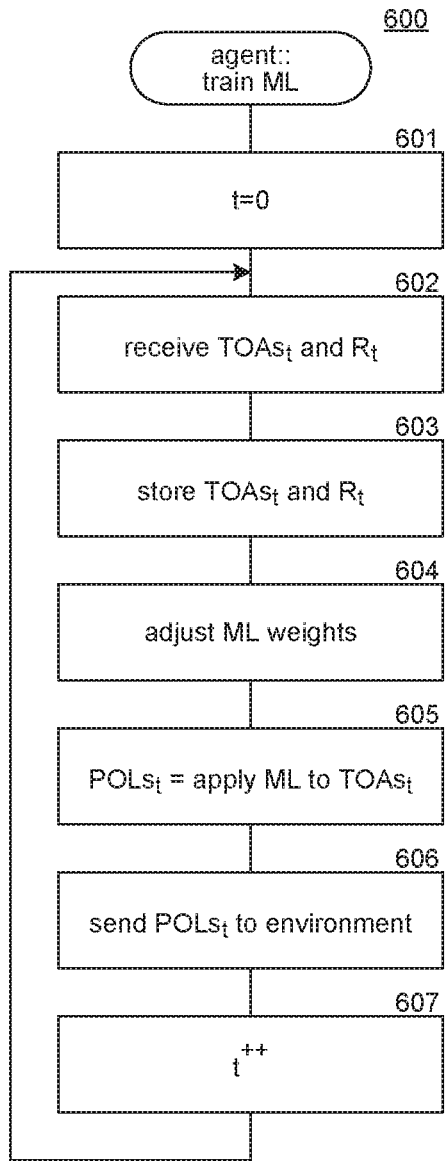 600
agent::
train ML
601
t=0
602
receive TOAsₜ and Rₜ
603
store TOAsₜ and Rₜ
604
adjust ML weights
605
POLsₜ = apply ML to TOAsₜ
606
send POLsₜ to environment
607
t⁺⁺